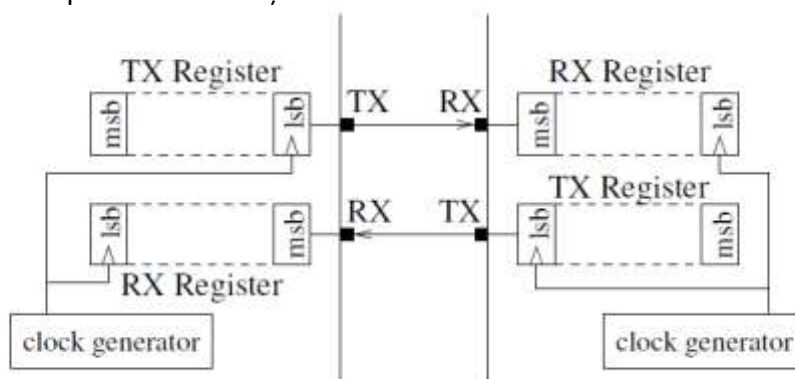 TX Register
RX Register
msb
lsb
TX
RX
msb
lsb
TX Register
lsb
msb
RX
TX
lsb
msb
RX Register
clock generator
clock generator